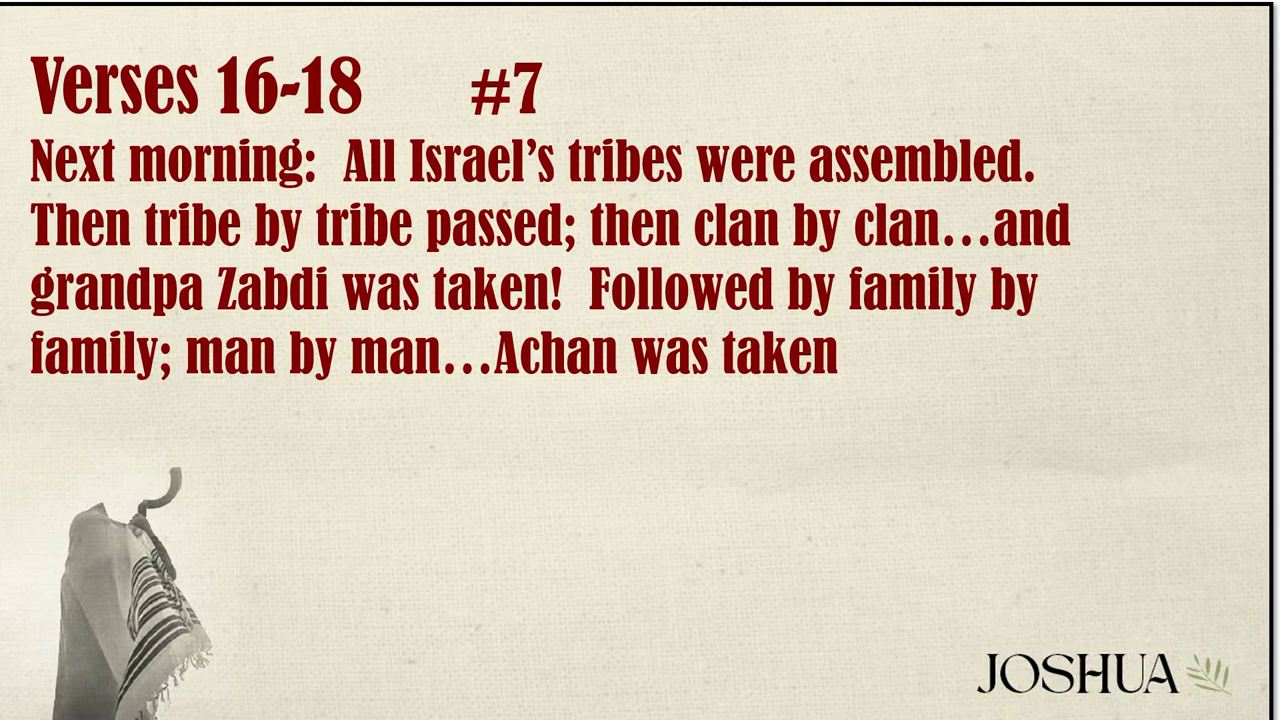 Verses 16-18 #7
Next morning: All Israel’s tribes were assembled.
Then tribe by tribe passed; then clan by clan…and
grandpa Zabdi was taken! Followed by family by
family; man by man…Achan was taken
JOSHUA